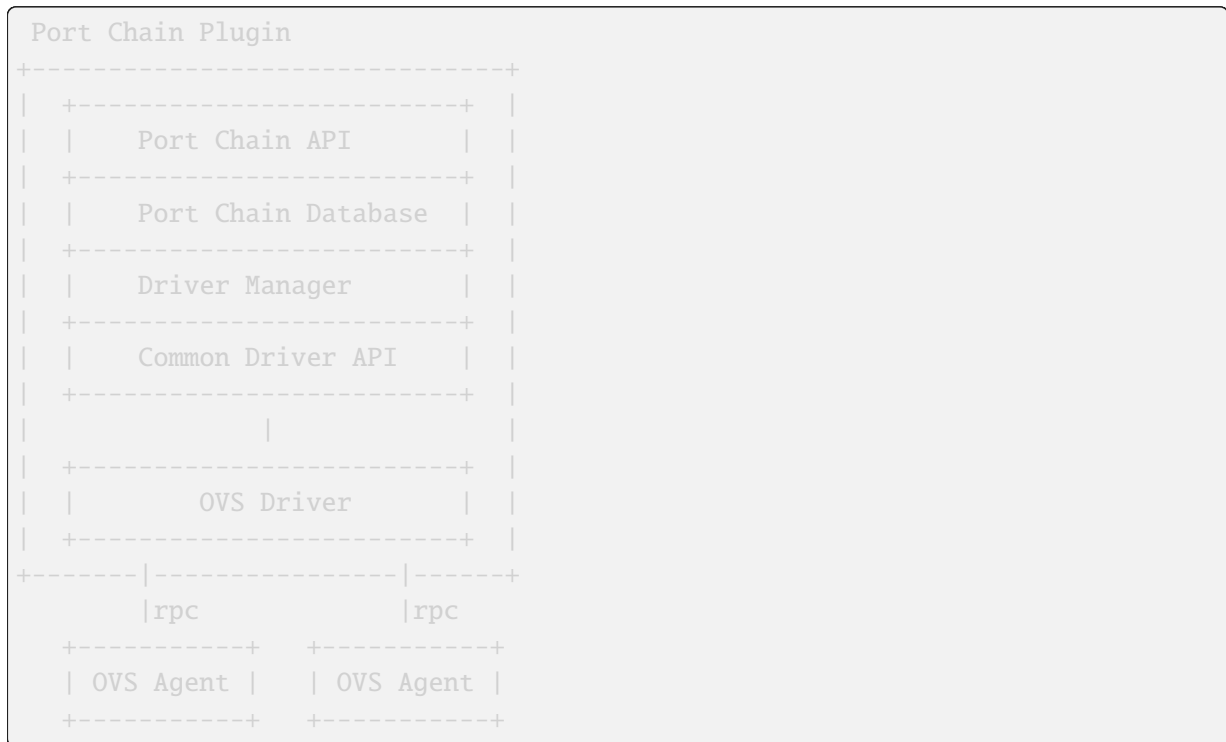 Port Chain Plugin
+-------------------------------+
|  +-------------------------+  |
|  |    Port Chain API       |  |
|  +-------------------------+  |
|  |    Port Chain Database  |  |
|  +-------------------------+  |
|  |    Driver Manager       |  |
|  +-------------------------+  |
|  |    Common Driver API    |  |
|  +-------------------------+  |
|               |               |
|  +-------------------------+  |
|  |        OVS Driver       |  |
|  +-------------------------+  |
+-------|----------------|------+
        |rpc             |rpc
   +-----------+   +-----------+
   | OVS Agent |   | OVS Agent |
   +-----------+   +-----------+